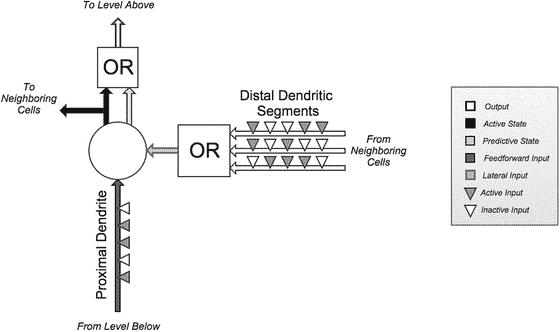 To Level Above
OR
To
Neighboring
Cells
Distal Dendritic
Segments
OR
From
Neighboring
Cells
Proximal Dendrite
From Level Below
Output
Active State
Predictive State
Feedforward Input
Lateral Input
Active Input
Inactive Input